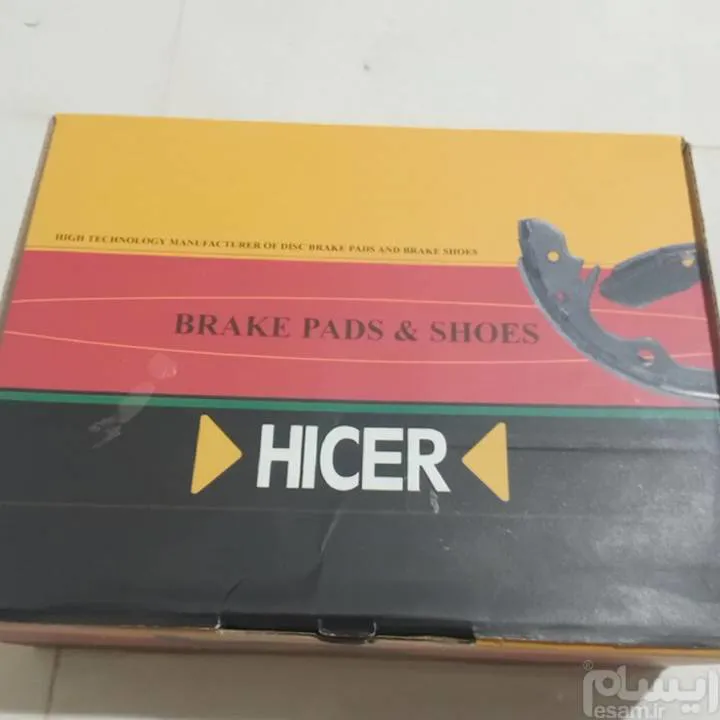 HIGH TECHNOLOGY MANUFACTURER OF DISC BRAKE PADS AND BRAKE SHOES
BRAKE PADS & SHOES
HICER
ایسام®
esam.ir